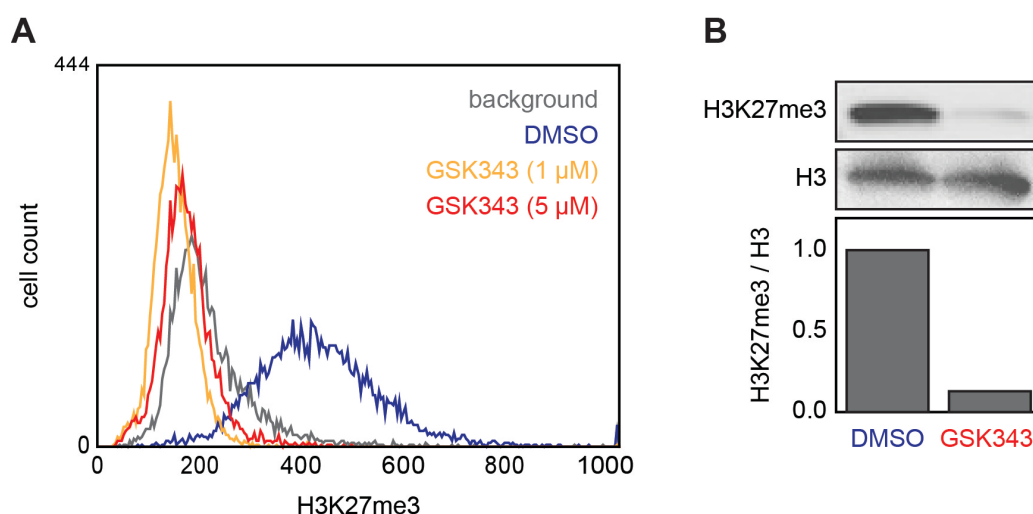 A
444
background
DMSO
GSK343 (1 µM)
GSK343 (5 µM)
cell count
0
0 200 400 600 800 1000
H3K27me3
B
H3K27me3
H3
H3K27me3 / H3
1.0
0.5
0.0
DMSO GSK343